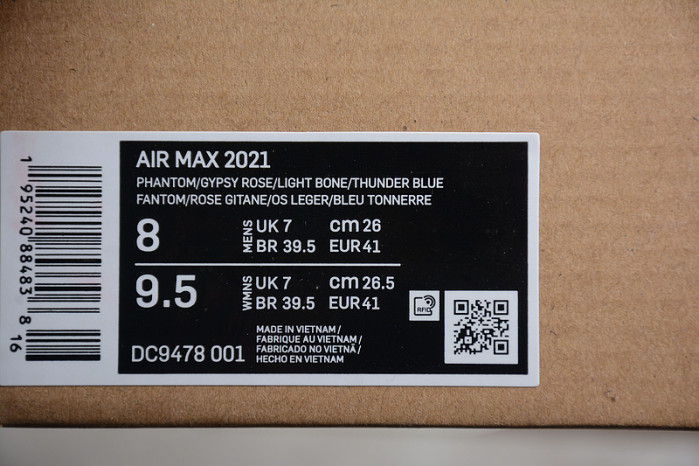 AIR MAX 2021
PHANTOM/GYPSY ROSE/LIGHT BONE/THUNDER BLUE
FANTOM/ROSE GITANE/OS LEGER/BLEU TONNERRE
8 MENS UK 7 cm 26
BR 39.5 EUR 41
9.5 WMNS UK 7 cm 26.5
BR 39.5 EUR 41
RFID
DC9478 001
MADE IN VIETNAM /
FABRIQUE AU VIETNAM /
FABRICADO NO VIETNÃ /
HECHO EN VIETNAM
1 95240 88483 8 16